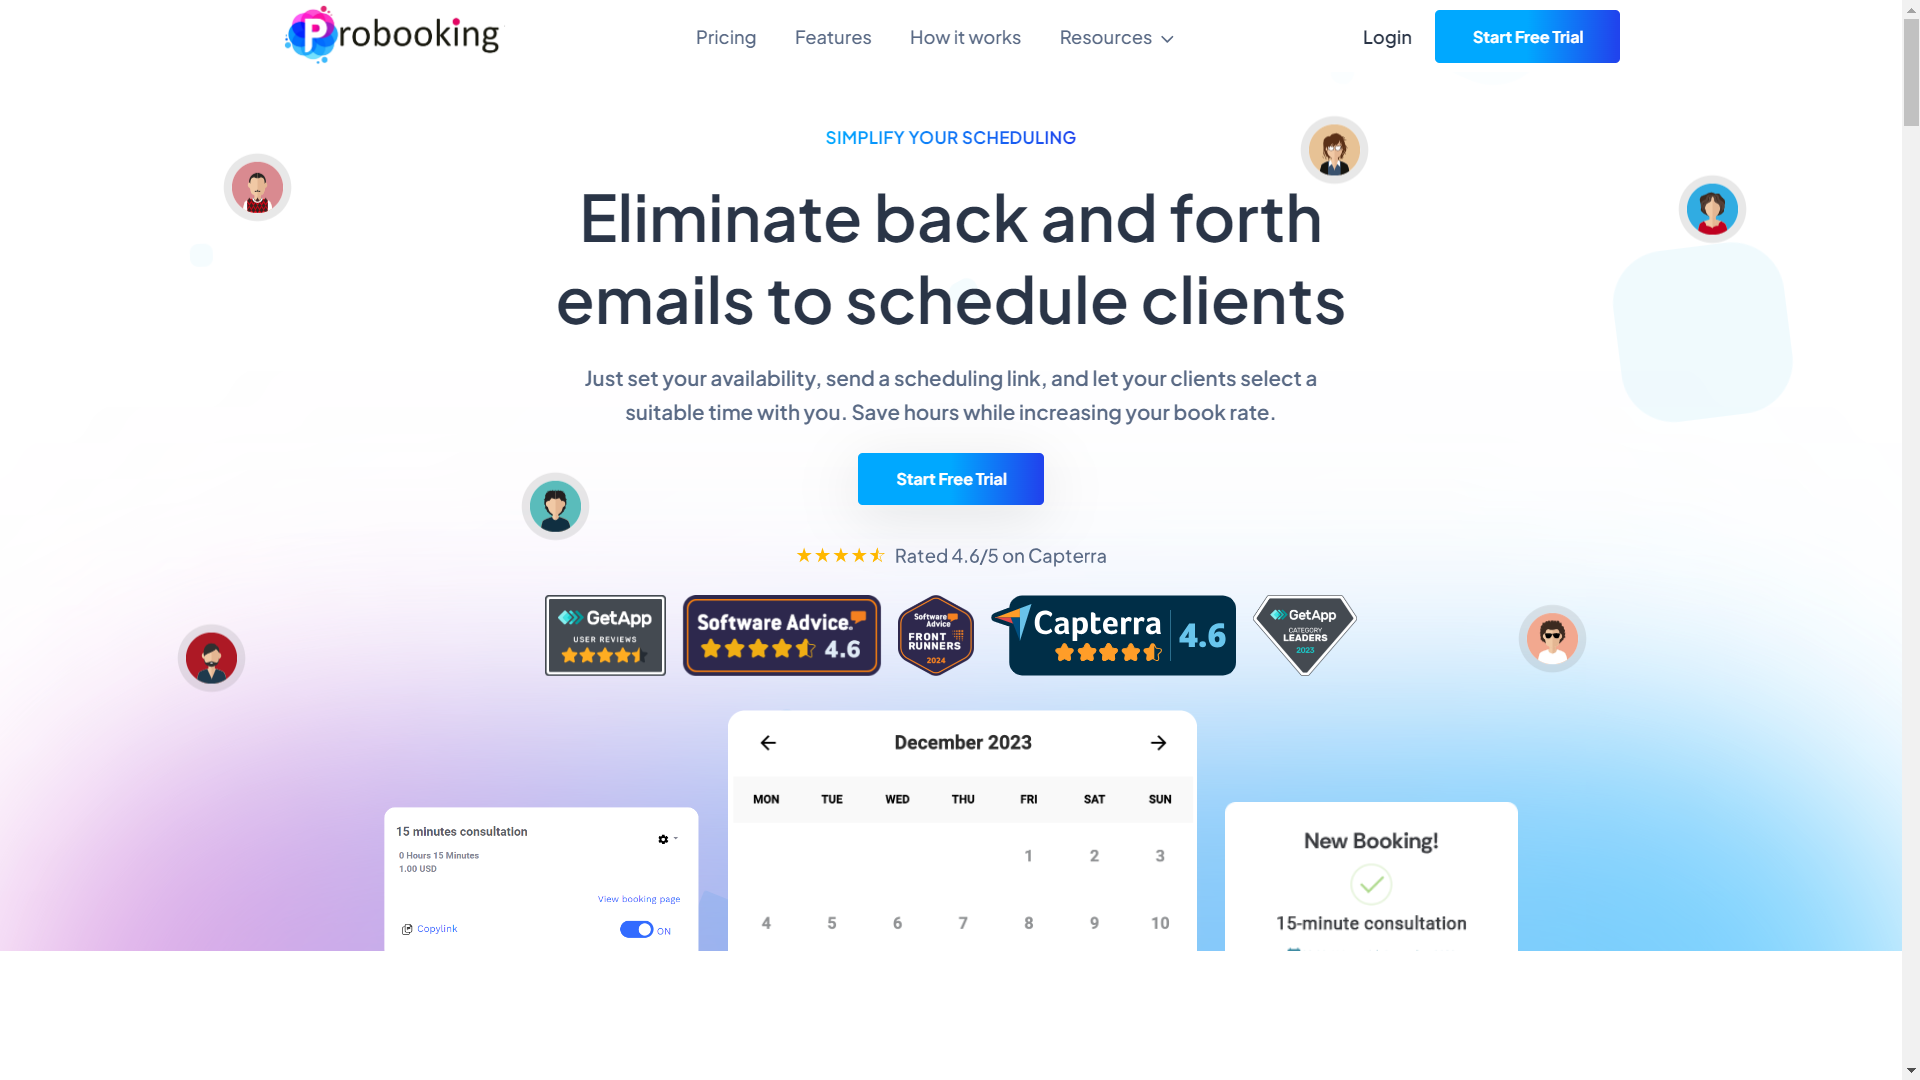 Probooking
Pricing
Features
How it works
Resources
Login
Start Free Trial
SIMPLIFY YOUR SCHEDULING
Eliminate back and forth
emails to schedule clients
Just set your availability, send a scheduling link, and let your clients select a
suitable time with you. Save hours while increasing your book rate.
Start Free Trial
Rated 4.6/5 on Capterra
GetApp
USER REVIEWS
Software Advice.
4.6
Software
Advice
FRONT
RUNNERS
2024
Capterra
4.6
GetApp
CATEGORY
LEADERS
2023
December 2023
MON TUE WED THU FRI SAT SUN
1 2 3
4 5 6 7 8 9 10
15 minutes consultation
0 Hours 15 Minutes
1.00 USD
View booking page
Copylink
ON
New Booking!
15-minute consultation